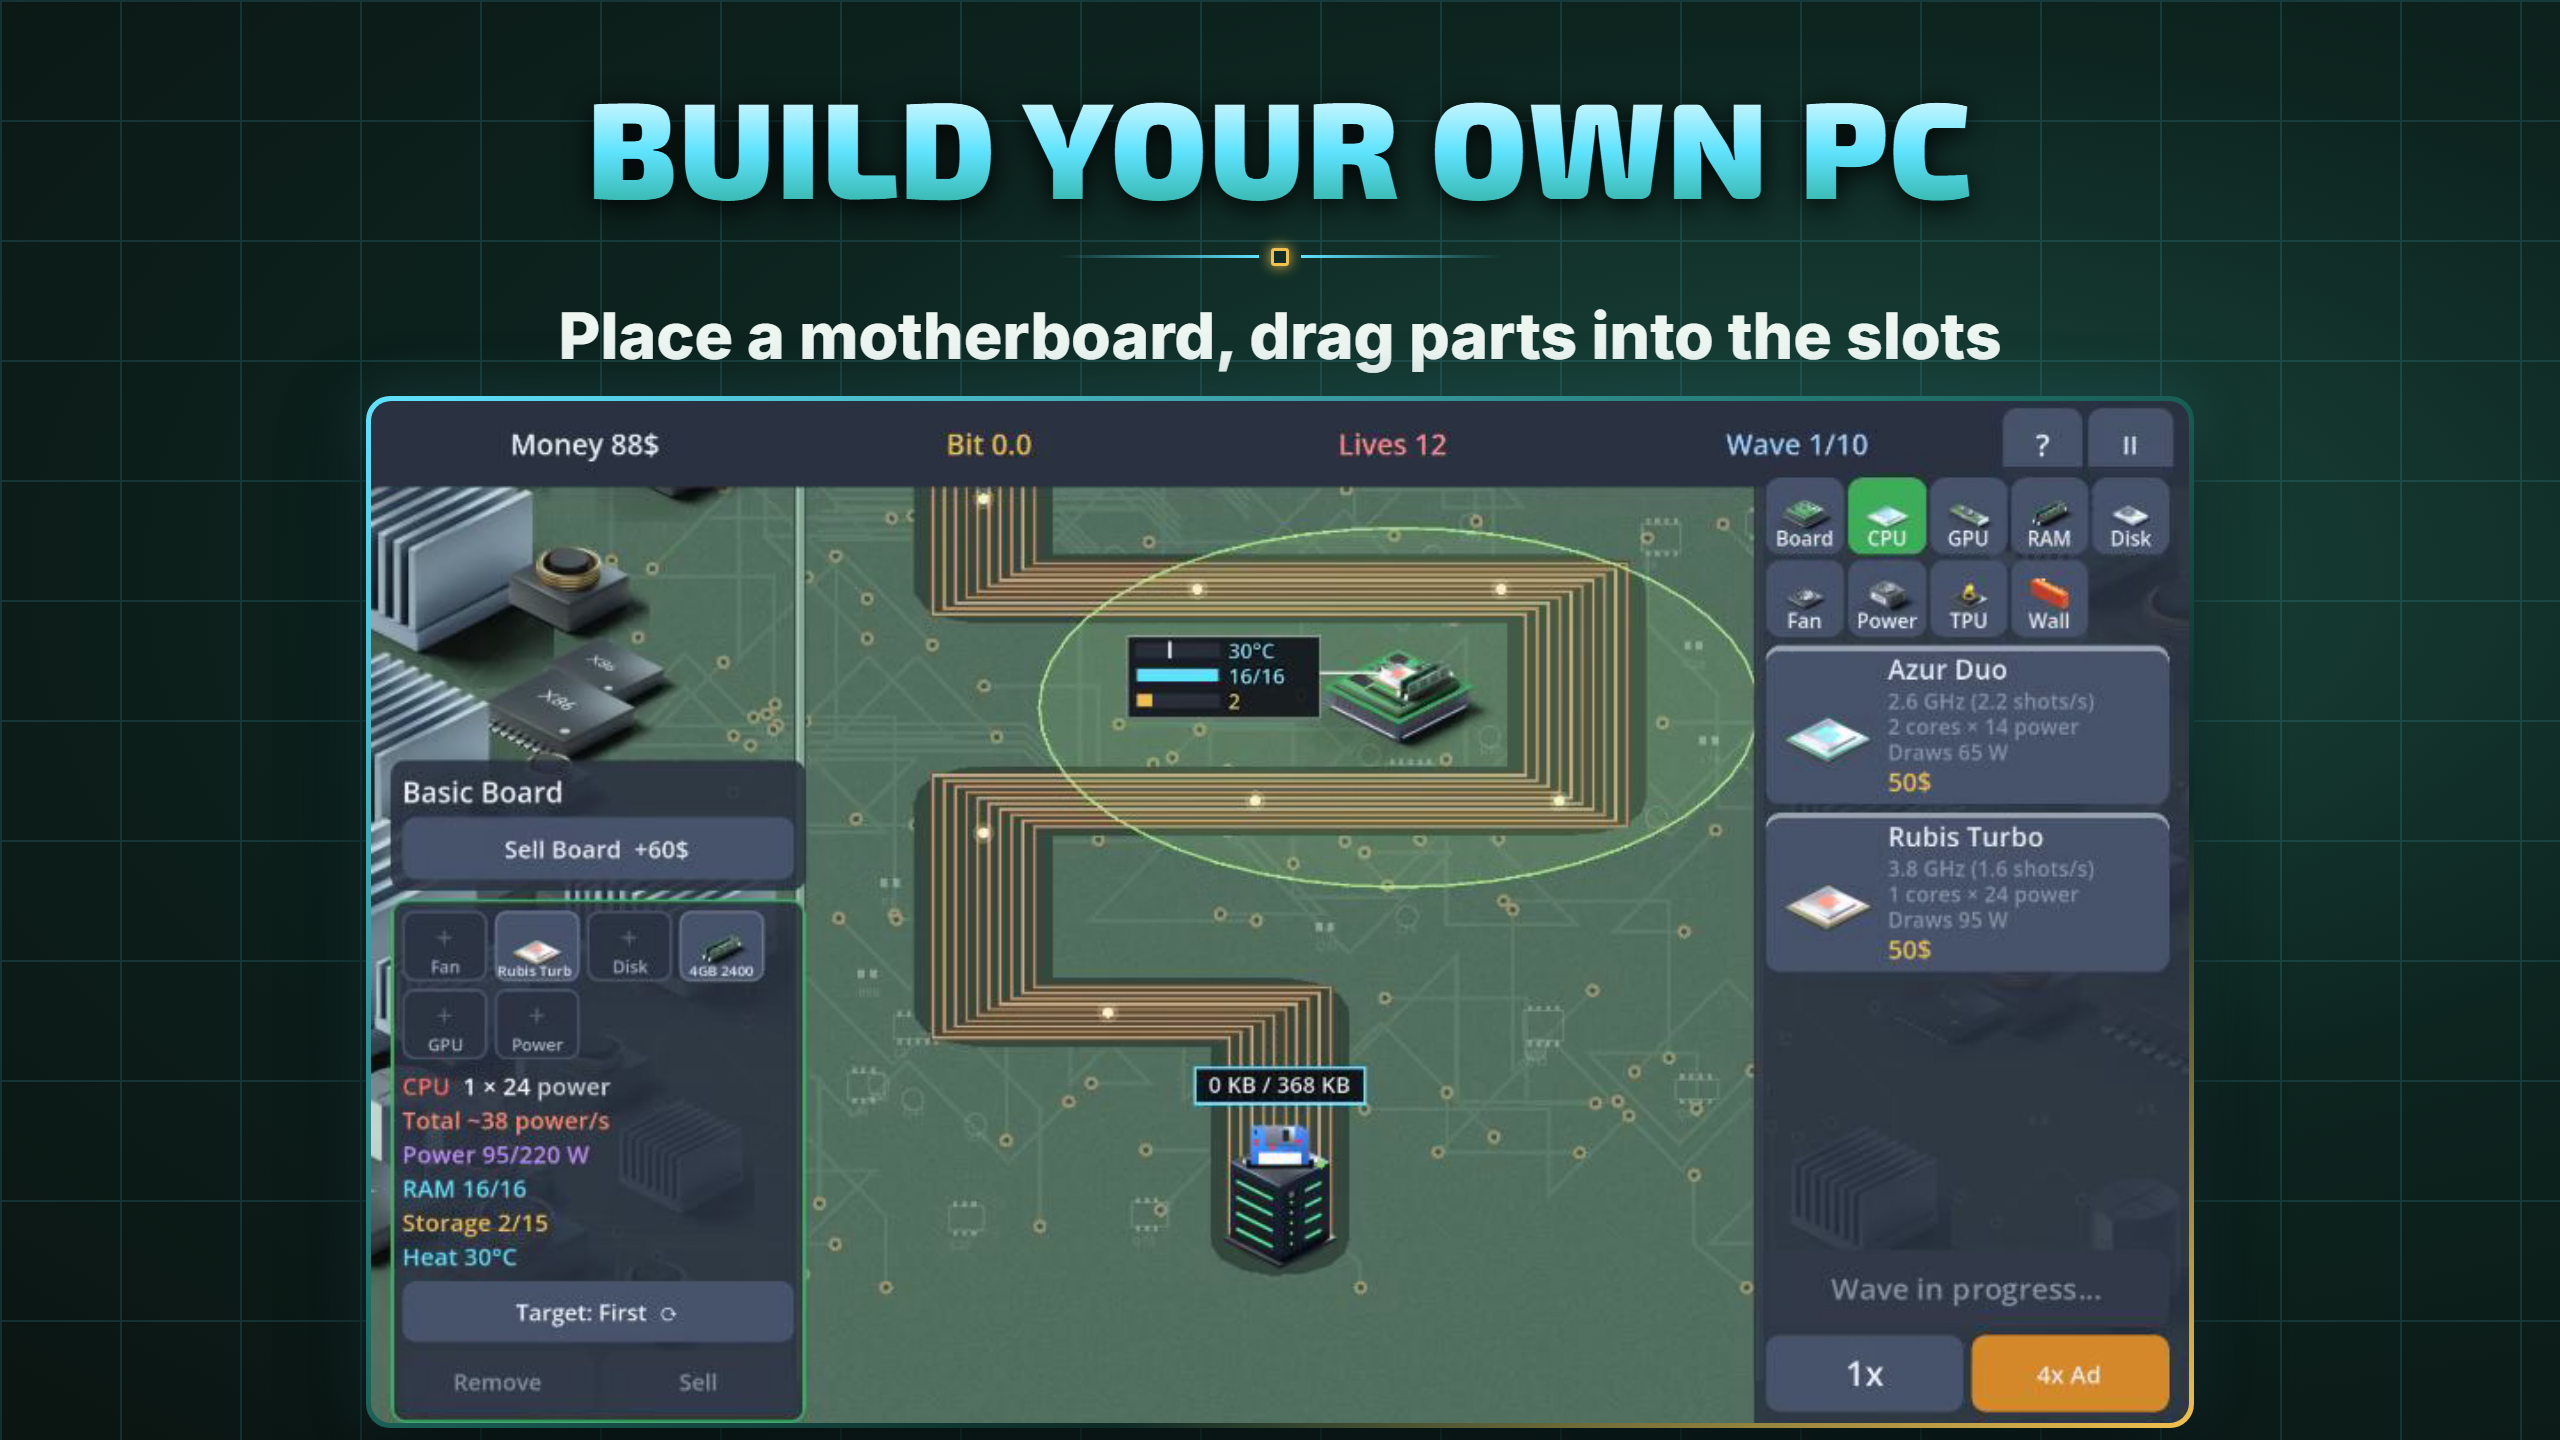 BUILD YOUR OWN PC
Place a motherboard, drag parts into the slots
Money 88$
Bit 0.0
Lives 12
Wave 1/10
?
II
Board
CPU
GPU
RAM
Disk
Fan
Power
TPU
Wall
Azur Duo
2.6 GHz (2.2 shots/s)
2 cores × 14 power
Draws 65 W
50$
Rubis Turbo
3.8 GHz (1.6 shots/s)
1 cores × 24 power
Draws 95 W
50$
30°C
16/16
2
X86
X86
Basic Board
Sell Board +60$
+
Fan
Rubis Turb
+
Disk
4GB 2400
+
GPU
+
Power
CPU 1 × 24 power
Total ~38 power/s
Power 95/220 W
RAM 16/16
Storage 2/15
Heat 30°C
Target: First
Remove
Sell
0 KB / 368 KB
Wave in progress...
1x
4x Ad